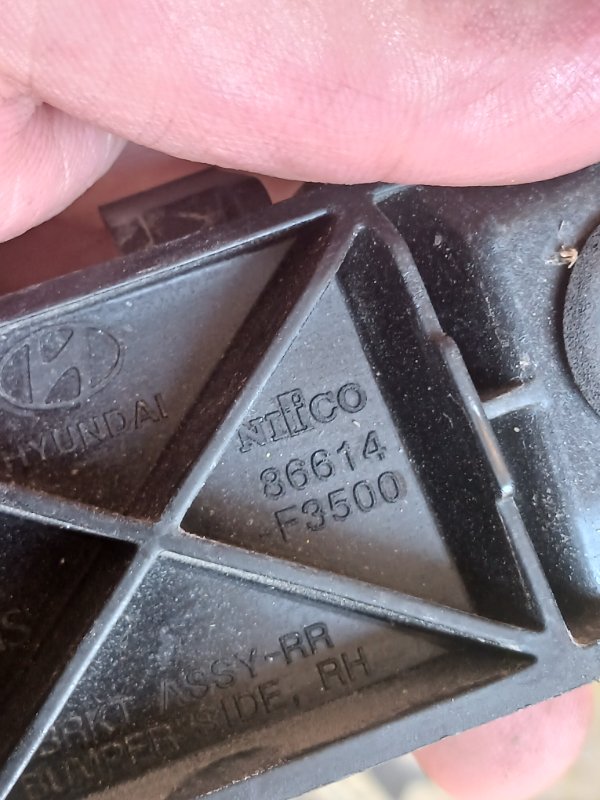 HYUNDAI
NIfCO
86614
-F3500
BRKT ASSY-RR
BUMPER SIDE, RH